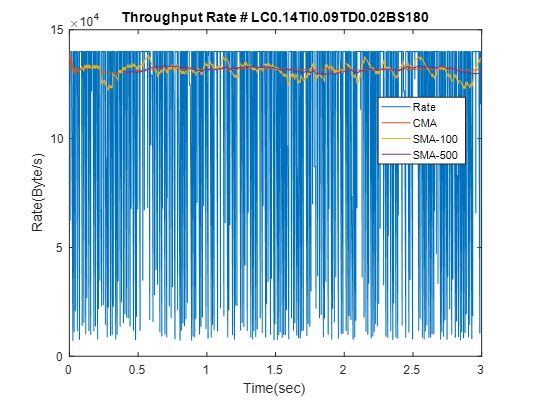 Throughput Rate # LC0.14TI0.09TD0.02BS180
×10⁴
15
10
5
0
Rate(Byte/s)
Rate
CMA
SMA-100
SMA-500
0 0.5 1 1.5 2 2.5 3
Time(sec)